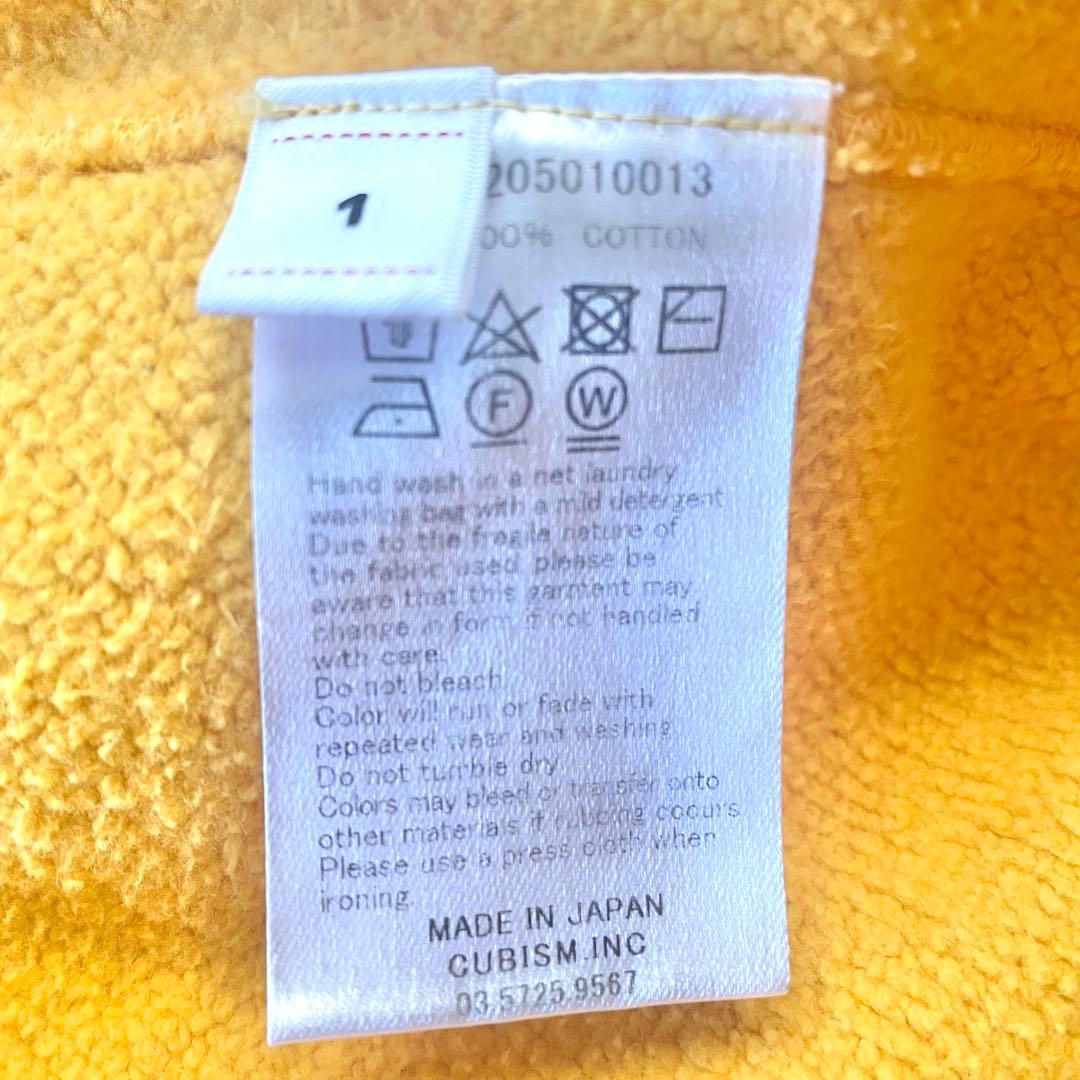 1
205010013
00% COTTON
F W
Hand wash in a net laundry
washing bag with a mild detergent
Due to the fragile nature of
the fabric used please be
aware that this garment may
change in form if not handled
with care.
Do not bleach
Color will run or fade with
repeated wear and washing
Do not tumble dry
Colors may bleed or transfer onto
other materials if rubbing occurs
Please use a press cloth when
ironing.
MADE IN JAPAN
CUBISM.INC
03.5725.9567